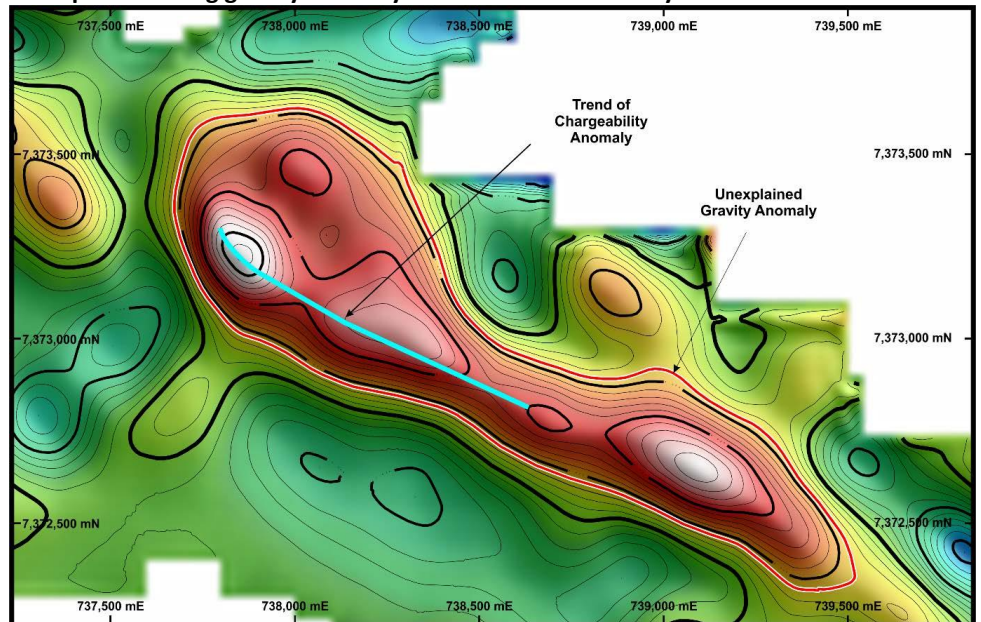 737,500 mE 738,000 mE 738,500 mE 739,000 mE 739,500 mE
Trend of
Chargeability
Anomaly
7,373,500 mN 7,373,500 mN
Unexplained
Gravity Anomaly
7,373,000 mN 7,373,000 mN
7,372,500 mN 7,372,500 mN
737,500 mE 738,000 mE 738,500 mE 739,000 mE 739,500 mE